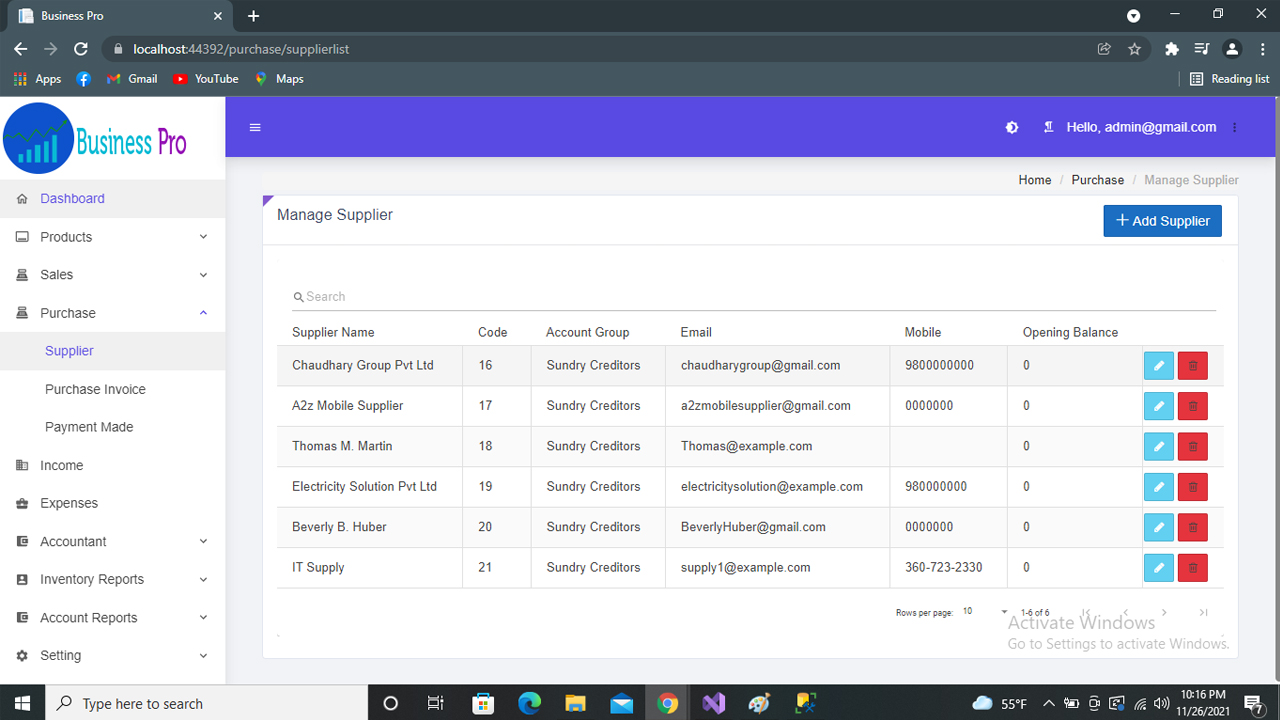 Business Pro
localhost:44392/purchase/supplierlist
Apps Gmail YouTube Maps Reading list
Business Pro
Hello, admin@gmail.com
Dashboard
Products
Sales
Purchase
Supplier
Purchase Invoice
Payment Made
Income
Expenses
Accountant
Inventory Reports
Account Reports
Setting
Home / Purchase / Manage Supplier
Manage Supplier
+ Add Supplier
Search
Supplier Name Code Account Group Email Mobile Opening Balance
Chaudhary Group Pvt Ltd 16 Sundry Creditors chaudharygroup@gmail.com 9800000000 0
A2z Mobile Supplier 17 Sundry Creditors a2zmobilesupplier@gmail.com 0000000 0
Thomas M. Martin 18 Sundry Creditors Thomas@example.com 0
Electricity Solution Pvt Ltd 19 Sundry Creditors electricitysolution@example.com 980000000 0
Beverly B. Huber 20 Sundry Creditors BeverlyHuber@gmail.com 0000000 0
IT Supply 21 Sundry Creditors supply1@example.com 360-723-2330 0
Rows per page: 10 1-6 of 6
Activate Windows
Go to Settings to activate Windows.
Type here to search
55°F
10:16 PM
11/26/2021
7